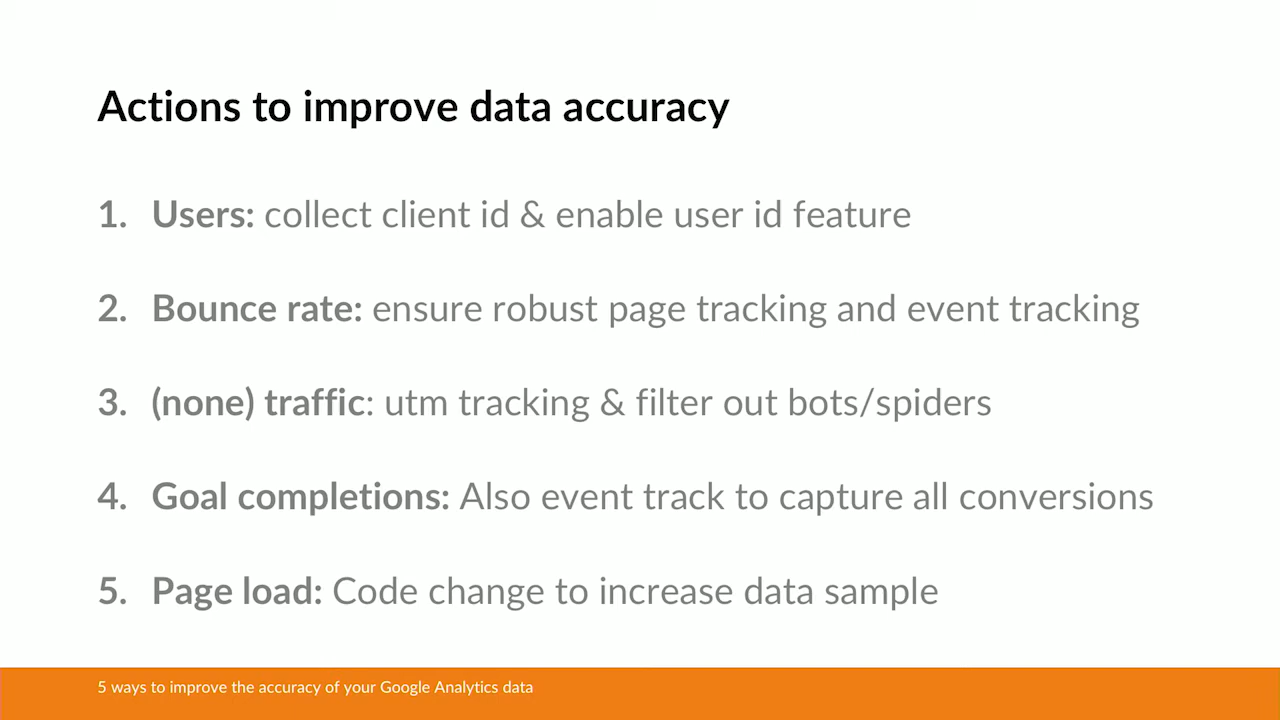 Actions to improve data accuracy
1. Users: collect client id & enable user id feature
2. Bounce rate: ensure robust page tracking and event tracking
3. (none) traffic: utm tracking & filter out bots/spiders
4. Goal completions: Also event track to capture all conversions
5. Page load: Code change to increase data sample
5 ways to improve the accuracy of your Google Analytics data